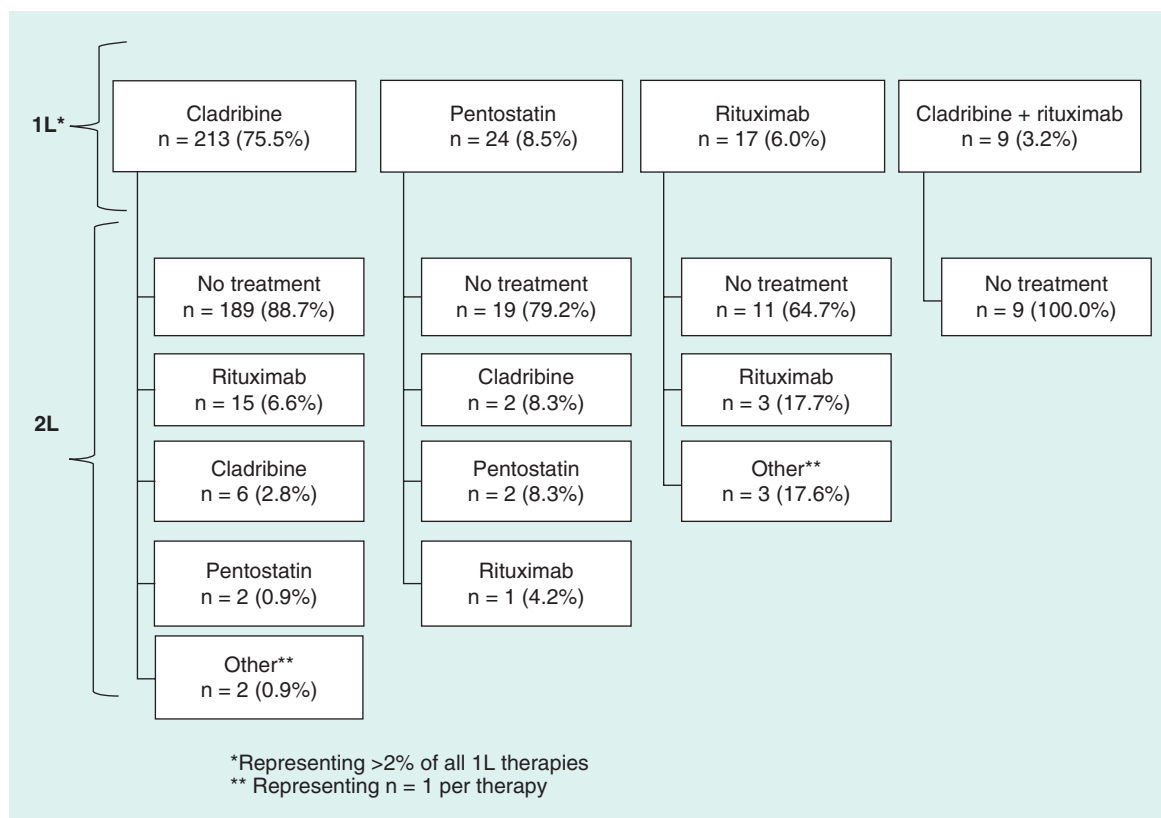 1L*
Cladribine
n = 213 (75.5%)
Pentostatin
n = 24 (8.5%)
Rituximab
n = 17 (6.0%)
Cladribine + rituximab
n = 9 (3.2%)
2L
No treatment
n = 189 (88.7%)
Rituximab
n = 15 (6.6%)
Cladribine
n = 6 (2.8%)
Pentostatin
n = 2 (0.9%)
Other**
n = 2 (0.9%)
No treatment
n = 19 (79.2%)
Cladribine
n = 2 (8.3%)
Pentostatin
n = 2 (8.3%)
Rituximab
n = 1 (4.2%)
No treatment
n = 11 (64.7%)
Rituximab
n = 3 (17.7%)
Other**
n = 3 (17.6%)
No treatment
n = 9 (100.0%)
*Representing >2% of all 1L therapies
** Representing n = 1 per therapy